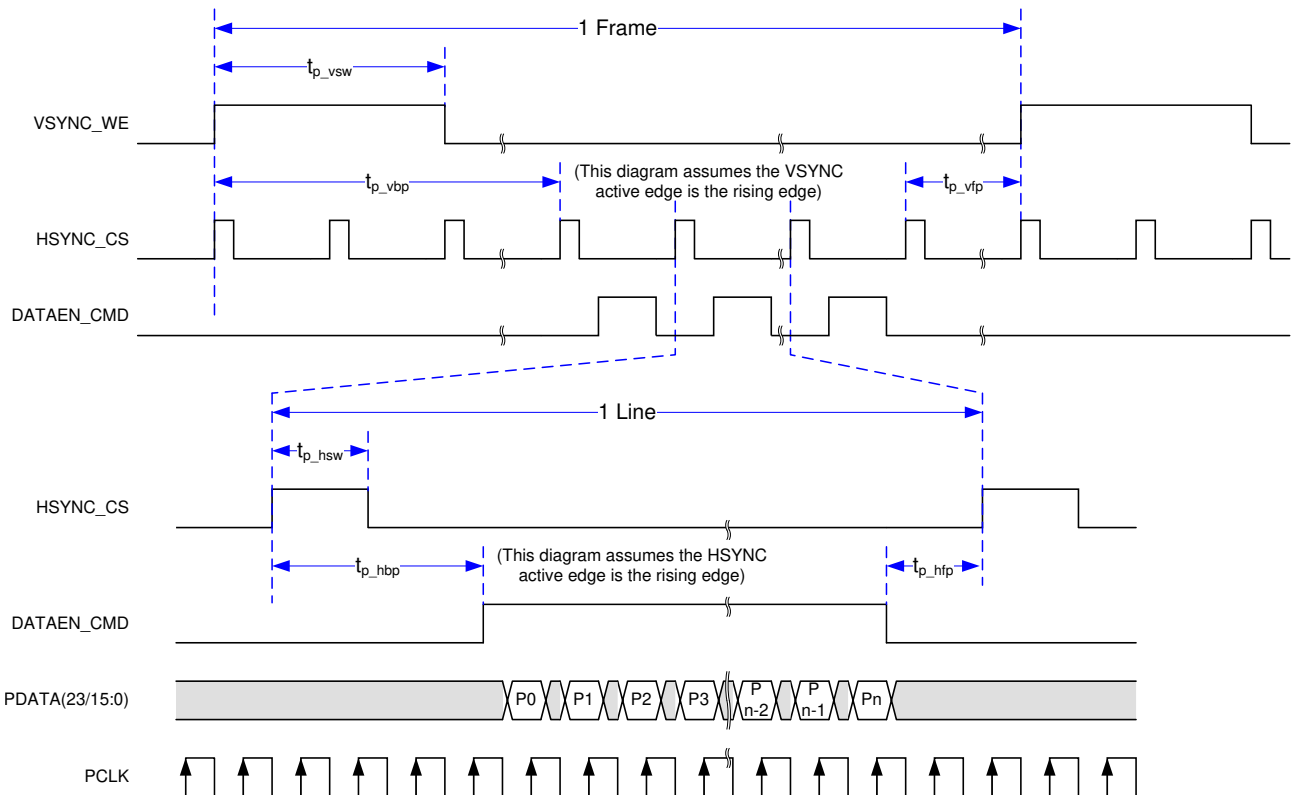 1 Frame
tp_vsw
VSYNC_WE
tp_vbp
(This diagram assumes the VSYNC
active edge is the rising edge)
tp_vfp
HSYNC_CS
DATAEN_CMD
1 Line
tp_hsw
HSYNC_CS
tp_hbp
(This diagram assumes the HSYNC
active edge is the rising edge)
tp_hfp
DATAEN_CMD
PDATA(23/15:0)
P0
P1
P2
P3
P
n-2
P
n-1
Pn
PCLK